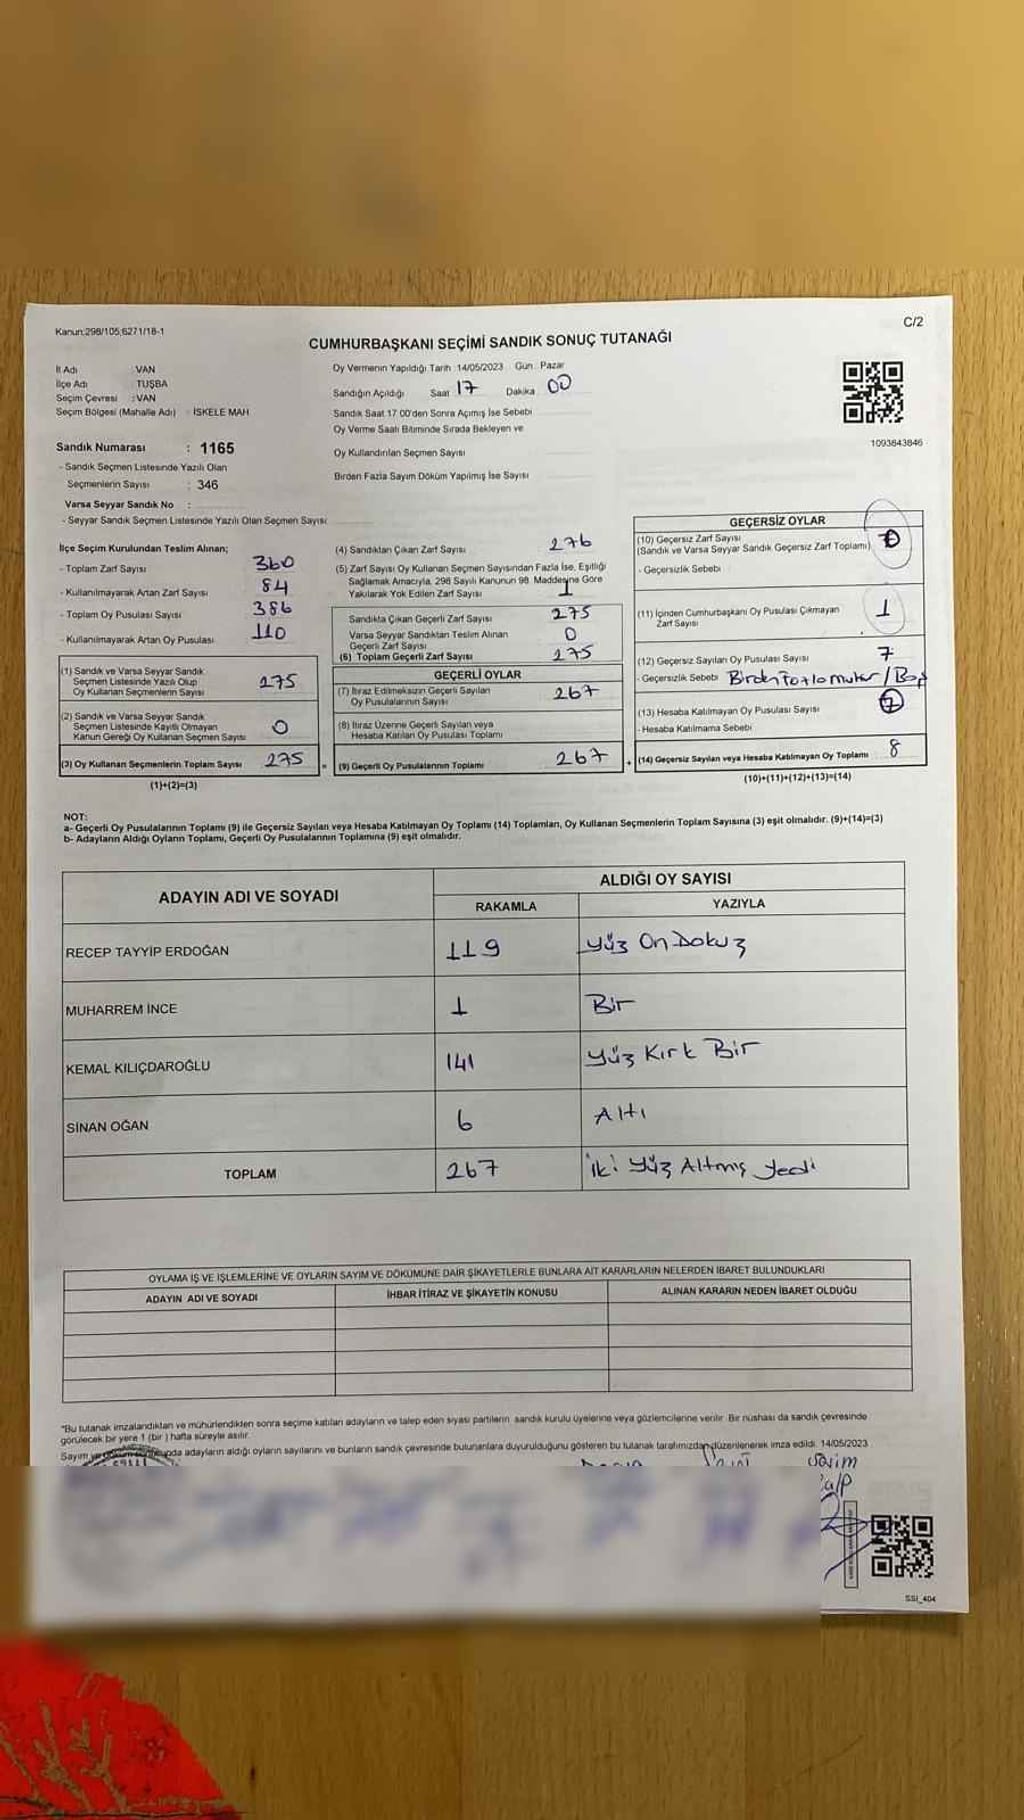 Kanun:298/105,6271/18-1
C/2
CUMHURBAŞKANI SEÇİMİ SANDIK SONUÇ TUTANAĞI
İl Adı : VAN
İlçe Adı : TUŞBA
Seçim Çevresi : VAN
Seçim Bölgesi (Mahalle Adı) : İSKELE MAH
Sandık Numarası : 1165
- Sandık Seçmen Listesinde Yazılı Olan
Seçmenlerin Sayısı : 346
Varsa Seyyar Sandık No :
- Seyyar Sandık Seçmen Listesinde Yazılı Olan Seçmen Sayısı
Oy Vermenin Yapıldığı Tarih 14/05/2023 Gün Pazar
Sandığın Açıldığı Saat 17 Dakika 00
Sandık Saat 17 00'den Sonra Açımış İse Sebebi
Oy Verme Saati Bitiminde Sırada Bekleyen ve
Oy Kullandırılan Seçmen Sayısı
Birden Fazla Sayım Döküm Yapılmış İse Sayısı
1093843846
İlçe Seçim Kurulundan Teslim Alınan;
- Toplam Zarf Sayısı 360
- Kullanılmayarak Artan Zarf Sayısı 84
- Toplam Oy Pusulası Sayısı 386
- Kullanılmayarak Artan Oy Pusulası 110
(1) Sandık ve Varsa Seyyar Sandık
Seçmen Listesinde Yazılı Olup
Oy Kullanan Seçmenlerin Sayısı 275
(2) Sandık ve Varsa Seyyar Sandık
Seçmen Listesinde Kayıtlı Olmayan
Kanun Gereği Oy Kullanan Seçmen Sayısı 0
(3) Oy Kullanan Seçmenlerin Toplam Sayısı 275
(1)+(2)=(3)
(4) Sandıktan Çıkan Zarf Sayısı 276
(5) Zarf Sayısı Oy Kullanan Seçmen Sayısından Fazla İse, Eşitliği
Sağlamak Amacıyla, 298 Sayılı Kanunun 98. Maddesine Göre
Yakılarak Yok Edilen Zarf Sayısı 1
Sandıkta Çıkan Geçerli Zarf Sayısı 275
Varsa Seyyar Sandıktan Teslim Alınan
Geçerli Zarf Sayısı 0
(6) Toplam Geçerli Zarf Sayısı 275
GEÇERLİ OYLAR
(7) İtiraz Edilmeksizin Geçerli Sayılan
Oy Pusulalarının Sayısı 267
(8) İtiraz Üzerine Geçerli Sayılan veya
Hesaba Katılan Oy Pusulası Toplamı
= (9) Geçerli Oy Pusulalarının Toplamı 267
GEÇERSİZ OYLAR
(10) Geçersiz Zarf Sayısı
(Sandık ve Varsa Seyyar Sandık Geçersiz Zarf Toplamı)
- Geçersizlik Sebebi
(11) İçinden Cumhurbaşkanı Oy Pusulası Çıkmayan
Zarf Sayısı 1
(12) Geçersiz Sayılan Oy Pusulası Sayısı 7
- Geçersizlik Sebebi
(13) Hesaba Katılmayan Oy Pusulası Sayısı
- Hesaba Katılmama Sebebi
+ (14) Geçersiz Sayılan veya Hesaba Katılmayan Oy Toplamı 8
(10)+(11)+(12)+(13)=(14)
NOT:
a- Geçerli Oy Pusulalarının Toplamı (9) ile Geçersiz Sayılan veya Hesaba Katılmayan Oy Toplamı (14) Toplamları, Oy Kullanan Seçmenlerin Toplam Sayısına (3) eşit olmalıdır. (9)+(14)=(3)
b- Adayların Aldığı Oyların Toplamı, Geçerli Oy Pusulalarının Toplamına (9) eşit olmalıdır.
ADAYIN ADI VE SOYADI
ALDIĞI OY SAYISI
RAKAMLA YAZIYLA
RECEP TAYYİP ERDOĞAN 119 Yüz On Dokuz
MUHARREM İNCE 1 Bir
KEMAL KILIÇDAROĞLU 141 Yüz Kırk Bir
SİNAN OĞAN 6 Altı
TOPLAM 267 İki Yüz Altmış Yedi
OYLAMA İŞ VE İŞLEMLERİNE VE OYLARIN SAYIM VE DÖKÜMÜNE DAİR ŞİKAYETLERLE BUNLARA AİT KARARLARIN NELERDEN İBARET BULUNDUKLARI
ADAYIN ADI VE SOYADI İHBAR İTİRAZ VE ŞİKAYETİN KONUSU ALINAN KARARIN NEDEN İBARET OLDUĞU
"Bu tutanak imzalandıktan ve mühürlendikten sonra seçime katılan adayların ve talep eden siyasi partilerin sandık kurulu üyelerine veya gözlemcilerine verilir. Bir nüshası da sandık çevresinde
görülecek bir yere 1 (bir ) hafta süreyle asılır.
Sayım adayların aldığı oyların sayılarını ve bunların sandık çevresinde bulunanlara duyurulduğunu gösteren bu tutanak tarafımızdan düzenlenerek imza edildi. 14/05/2023
SSI_404